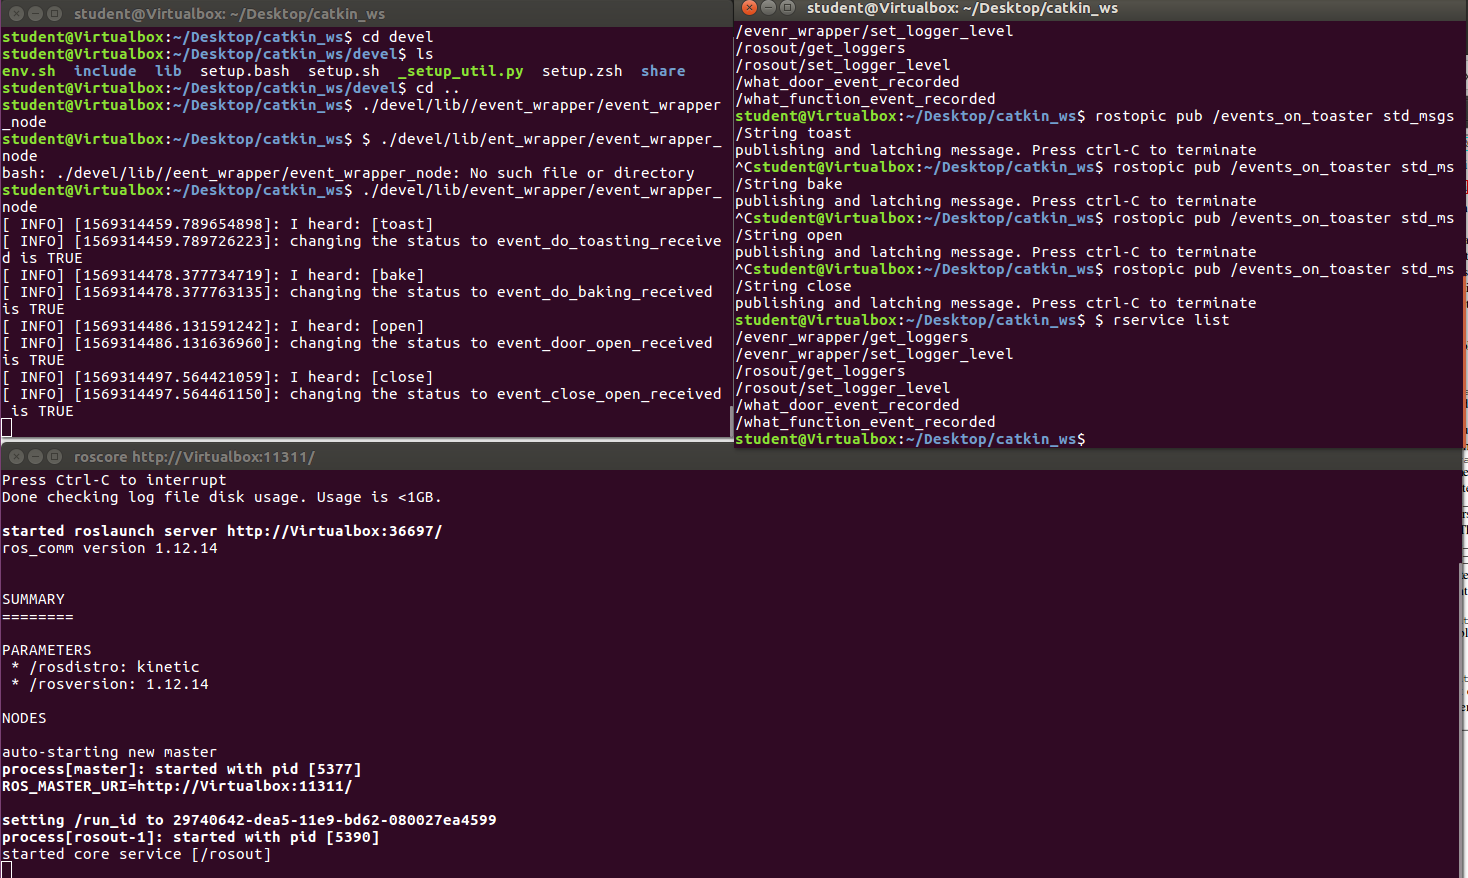 student@Virtualbox: ~/Desktop/catkin_ws
student@Virtualbox:~/Desktop/catkin_ws$ cd devel
student@Virtualbox:~/Desktop/catkin_ws/devel$ ls
env.sh  include  lib  setup.bash  setup.sh  _setup_util.py  setup.zsh  share
student@Virtualbox:~/Desktop/catkin_ws/devel$ cd ..
student@Virtualbox:~/Desktop/catkin_ws$ ./devel/lib//event_wrapper/event_wrapper
_node
student@Virtualbox:~/Desktop/catkin_ws$ $ ./devel/lib/ent_wrapper/event_wrapper_
node
bash: ./devel/lib//eent_wrapper/event_wrapper_node: No such file or directory
student@Virtualbox:~/Desktop/catkin_ws$ ./devel/lib/event_wrapper/event_wrapper_
node
[ INFO] [1569314459.789654898]: I heard: [toast]
[ INFO] [1569314459.789726223]: changing the status to event_do_toasting_receive
d is TRUE
[ INFO] [1569314478.377734719]: I heard: [bake]
[ INFO] [1569314478.377763135]: changing the status to event_do_baking_received
is TRUE
[ INFO] [1569314486.131591242]: I heard: [open]
[ INFO] [1569314486.131636960]: changing the status to event_door_open_received
is TRUE
[ INFO] [1569314497.564421059]: I heard: [close]
[ INFO] [1569314497.564461150]: changing the status to event_close_open_received
_is TRUE
student@Virtualbox: ~/Desktop/catkin_ws
/evenr_wrapper/set_logger_level
/rosout/get_loggers
/rosout/set_logger_level
/what_door_event_recorded
/what_function_event_recorded
student@Virtualbox:~/Desktop/catkin_ws$ rostopic pub /events_on_toaster std_msgs
/String toast
publishing and latching message. Press ctrl-C to terminate
^Cstudent@Virtualbox:~/Desktop/catkin_ws$ rostopic pub /events_on_toaster std_ms
/String bake
publishing and latching message. Press ctrl-C to terminate
^Cstudent@Virtualbox:~/Desktop/catkin_ws$ rostopic pub /events_on_toaster std_ms
/String open
publishing and latching message. Press ctrl-C to terminate
^Cstudent@Virtualbox:~/Desktop/catkin_ws$ rostopic pub /events_on_toaster std_ms
/String close
publishing and latching message. Press ctrl-C to terminate
student@Virtualbox:~/Desktop/catkin_ws$ $ rservice list
/evenr_wrapper/get_loggers
/evenr_wrapper/set_logger_level
/rosout/get_loggers
/rosout/set_logger_level
/what_door_event_recorded
/what_function_event_recorded
student@Virtualbox:~/Desktop/catkin_ws$
roscore http://Virtualbox:11311/
Press Ctrl-C to interrupt
Done checking log file disk usage. Usage is <1GB.
started roslaunch server http://Virtualbox:36697/
ros_comm version 1.12.14
SUMMARY
========
PARAMETERS
 * /rosdistro: kinetic
 * /rosversion: 1.12.14
NODES
auto-starting new master
process[master]: started with pid [5377]
ROS_MASTER_URI=http://Virtualbox:11311/
setting /run_id to 29740642-dea5-11e9-bd62-080027ea4599
process[rosout-1]: started with pid [5390]
started core service [/rosout]